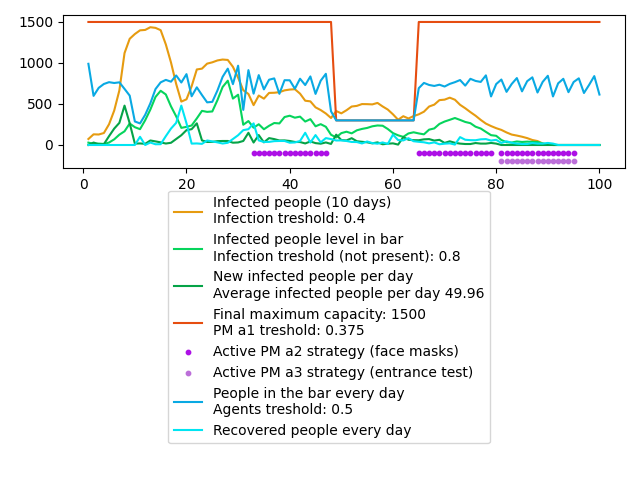 1500
1000
500
0
0 20 40 60 80 100
Infected people (10 days)
Infection treshold: 0.4
Infected people level in bar
Infection treshold (not present): 0.8
New infected people per day
Average infected people per day 49.96
Final maximum capacity: 1500
PM a1 treshold: 0.375
Active PM a2 strategy (face masks)
Active PM a3 strategy (entrance test)
People in the bar every day
Agents treshold: 0.5
Recovered people every day